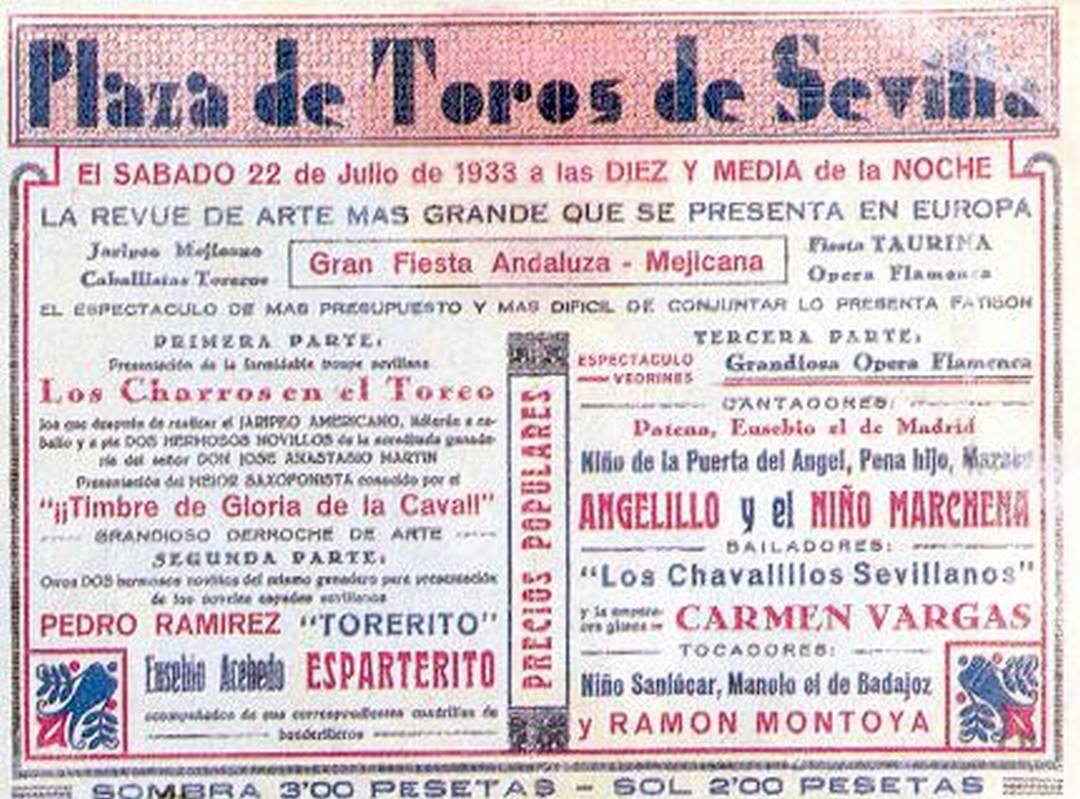 Plaza de Toros de Sevilla
El SABADO 22 de Julio de 1933 a las DIEZ Y MEDIA de la NOCHE
LA REVUE DE ARTE MAS GRANDE QUE SE PRESENTA EN EUROPA
Jaripeo Mejicano
Caballistas Toreros
Gran Fiesta Andaluza - Mejicana
Fiesta TAURINA
Opera Flamenca
EL ESPECTACULO DE MAS PRESUPUESTO Y MAS DIFICIL DE CONJUNTAR LO PRESENTA
PRIMERA PARTE:
Presentación de la formidable troupe sevillana
Los Charros en el Toreo
los que después de realizar el JARIPEO AMERICANO, lidiarán a ca-
ballo y a pie DOS HERMOSOS NOVILLOS de la acreditada ganade-
ría del señor DON JOSE ANASTASIO MARTIN
Presentación del MEJOR SAXOFONISTA conocido por el
"¡¡Timbre de Gloria de la Cava!!"
GRANDIOSO DERROCHE DE ARTE
SEGUNDA PARTE:
Otros DOS hermosos novillos del mismo ganadero para presentación
de los noveles espadas sevillanos
PEDRO RAMIREZ "TORERITO"
Eusebio Acebedo ESPARTERITO
acompañados de sus correspondientes cuadrillas de
banderilleros
PRECIOS POPULARES
TERCERA PARTE:
ESPECTACULO
VEDRINES
Grandiosa Opera Flamenca
CANTADORES:
Patena, Eusebio el de Madrid
Niño de la Puerta del Angel, Pena hijo,
ANGELILLO y el NIÑO MARCHENA
BAILADORES:
"Los Chavalillos Sevillanos"
y la
CARMEN VARGAS
TOCADORES:
Niño Sanlúcar, Manolo el de Badajoz
y RAMON MONTOYA
SOMBRA 3'00 PESETAS - SOL 2'00 PESETAS